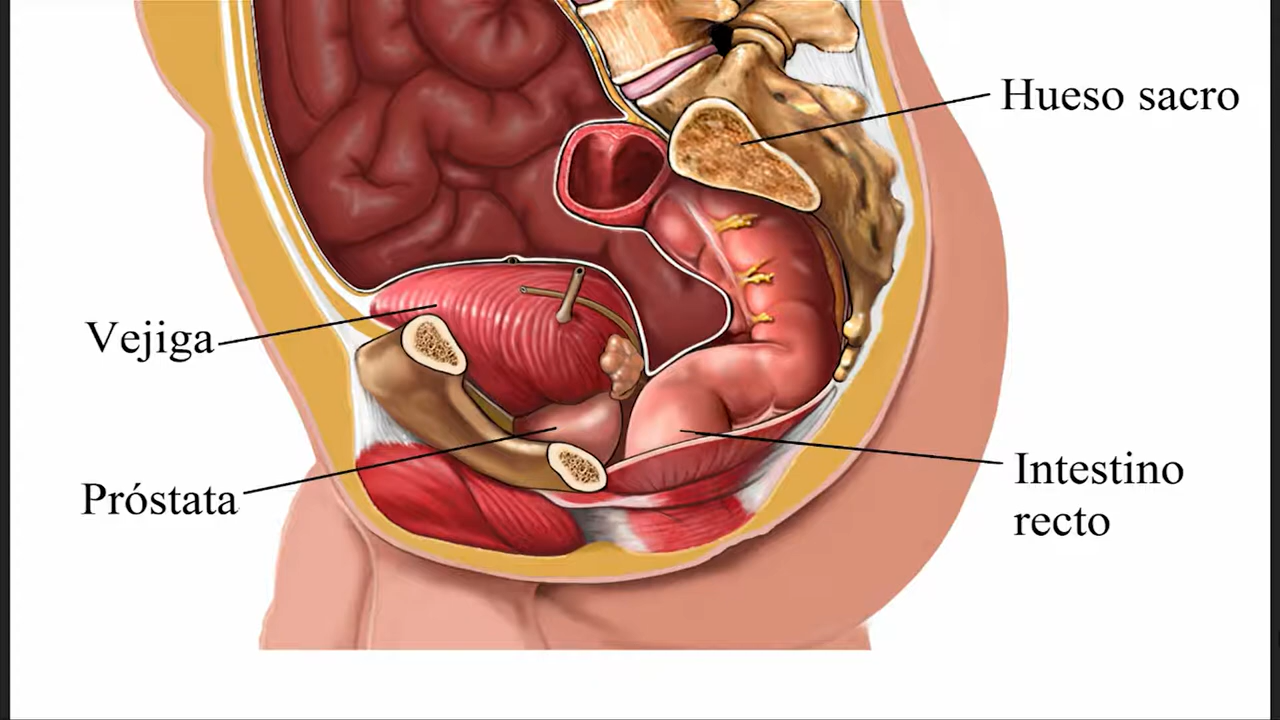 Hueso sacro
Vejiga
Próstata
Intestino
recto